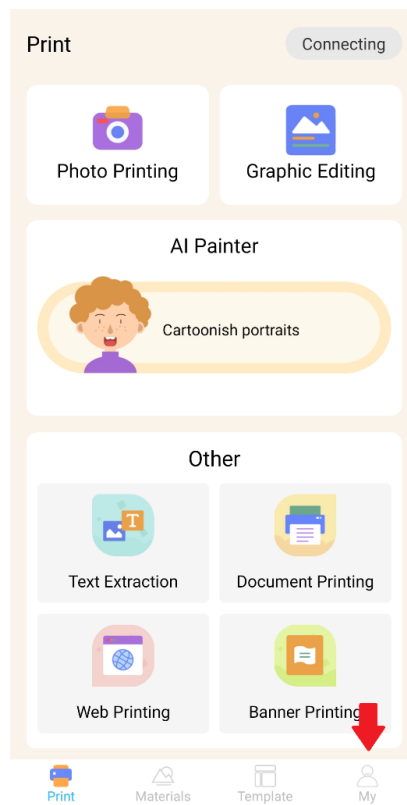 Print
Connecting
Photo Printing
Graphic Editing
AI Painter
Cartoonish portraits
Other
T
Text Extraction
Document Printing
Web Printing
Banner Printing
Print
Materials
Template
My